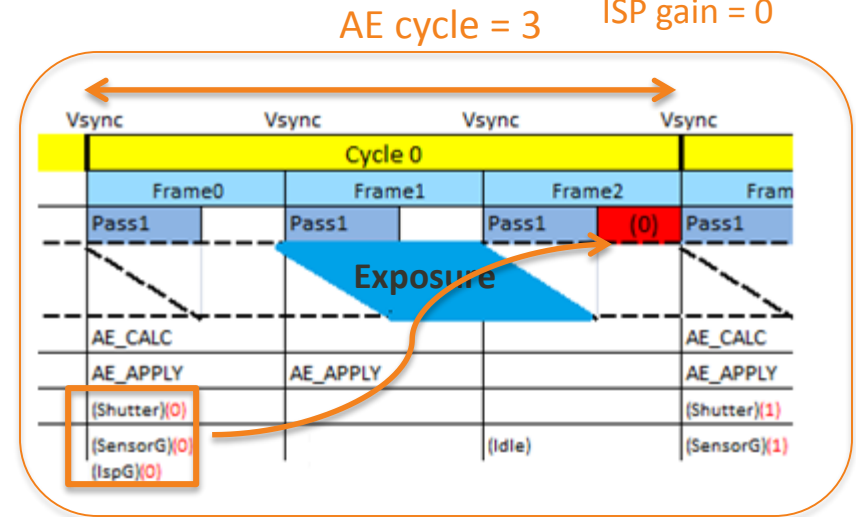 AE cycle = 3
ISP gain = 0
Vsync Vsync Vsync Vsync
Cycle 0
Frame0 Frame1 Frame2 Fram
Pass1 Pass1 Pass1 (0) Pass1
Exposure
AE_CALC AE_CALC
AE_APPLY AE_APPLY AE_APPLY
(Shutter)(0) (Shutter)(1)
(SensorG)(0) (Idle) (SensorG)(1)
(IspG)(0)